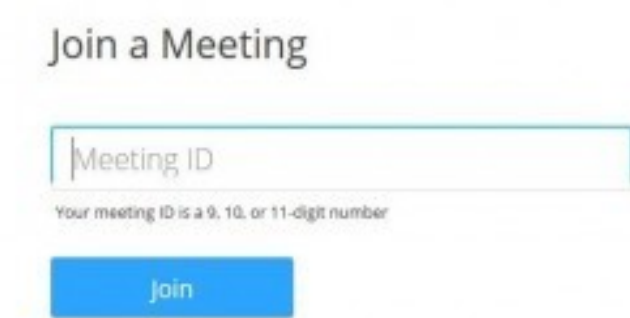 Join a Meeting
Meeting ID
Your meeting ID is a 9, 10, or 11-digit number
Join